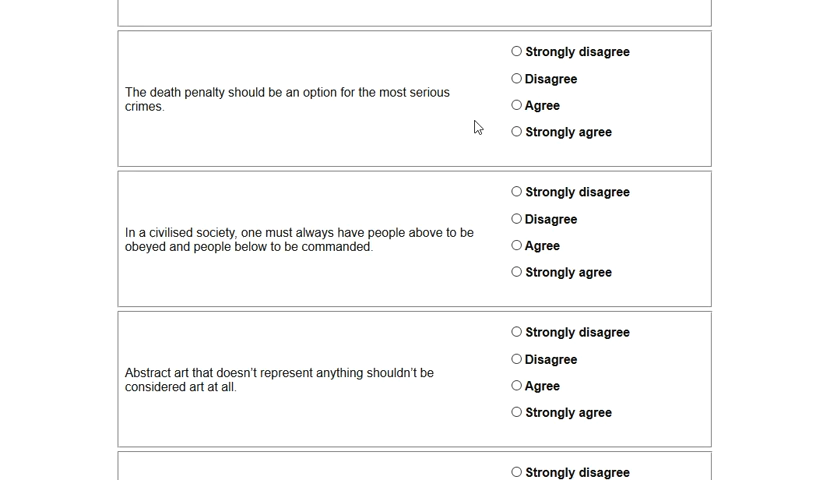 The death penalty should be an option for the most serious
crimes.
Strongly disagree
Disagree
Agree
Strongly agree
In a civilised society, one must always have people above to be
obeyed and people below to be commanded.
Strongly disagree
Disagree
Agree
Strongly agree
Abstract art that doesn't represent anything shouldn't be
considered art at all.
Strongly disagree
Disagree
Agree
Strongly agree
Strongly disagree